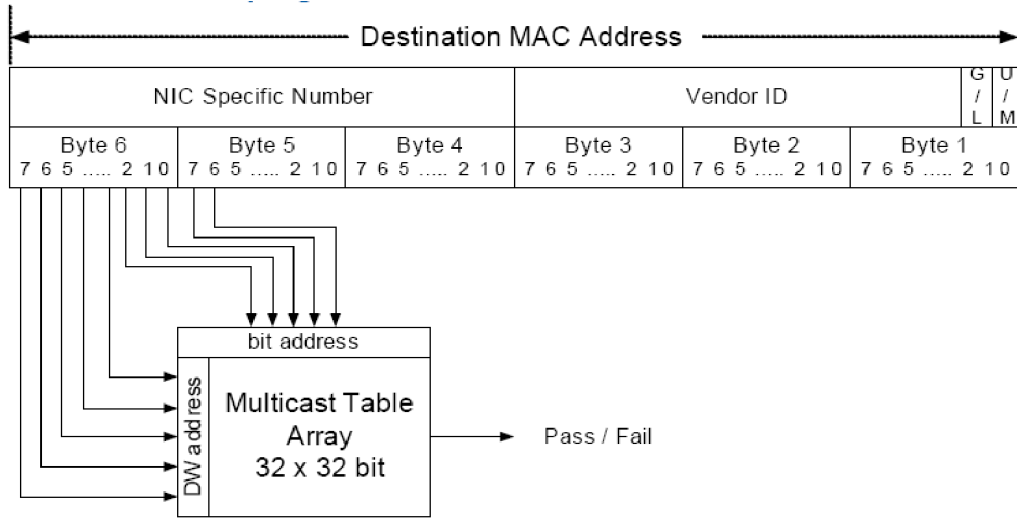 Destination MAC Address
NIC Specific Number Vendor ID G / L U / M
Byte 6 Byte 5 Byte 4 Byte 3 Byte 2 Byte 1
7 6 5 ..... 2 1 0 7 6 5 ..... 2 1 0 7 6 5 ..... 2 1 0 7 6 5 ..... 2 1 0 7 6 5 ..... 2 1 0 7 6 5 ..... 2 1 0
bit address
DW address
Multicast Table
Array
32 x 32 bit
Pass / Fail